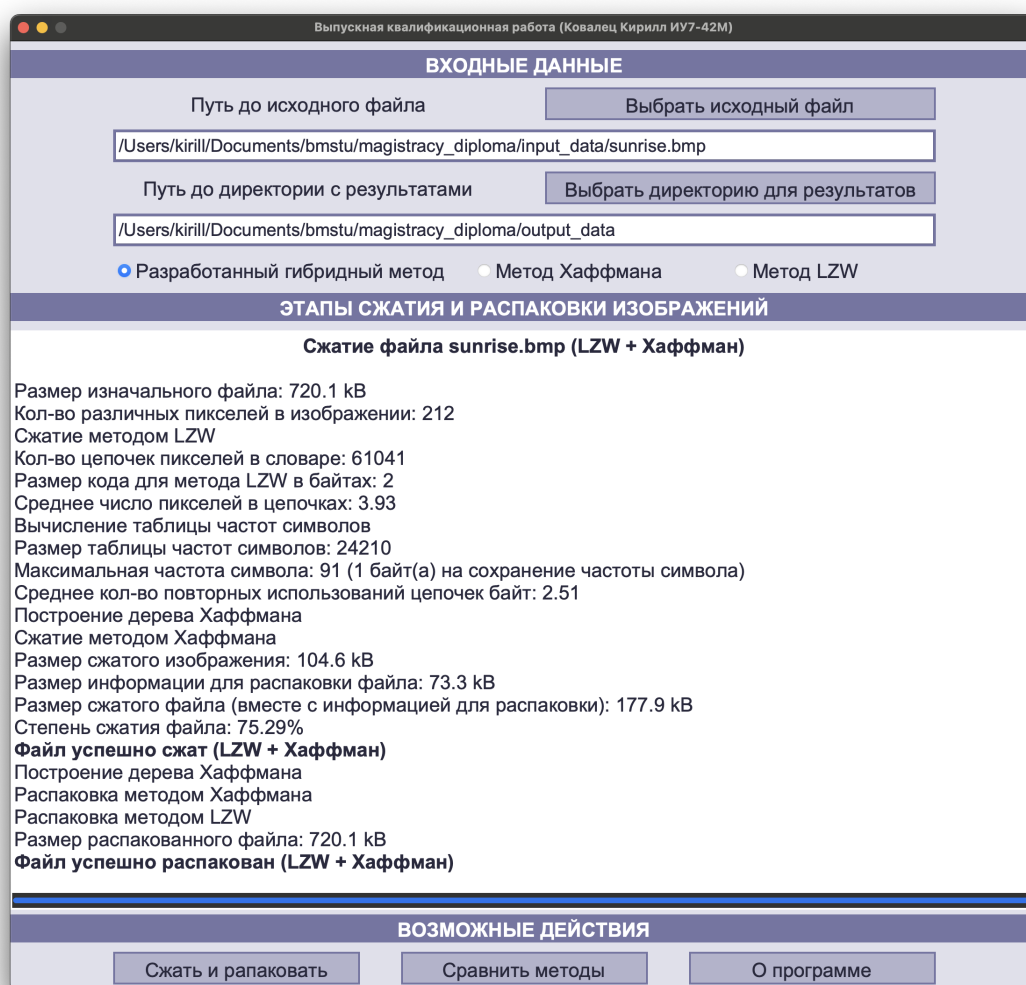 Выпускная квалификационная работа (Ковалец Кирилл ИУ7-42М)
ВХОДНЫЕ ДАННЫЕ
Путь до исходного файла Выбрать исходный файл
/Users/kirill/Documents/bmstu/magistracy_diploma/input_data/sunrise.bmp
Путь до директории с результатами Выбрать директорию для результатов
/Users/kirill/Documents/bmstu/magistracy_diploma/output_data
Разработанный гибридный метод Метод Хаффмана Метод LZW
ЭТАПЫ СЖАТИЯ И РАСПАКОВКИ ИЗОБРАЖЕНИЙ
Сжатие файла sunrise.bmp (LZW + Хаффман)
Размер изначального файла: 720.1 kB
Кол-во различных пикселей в изображении: 212
Сжатие методом LZW
Кол-во цепочек пикселей в словаре: 61041
Размер кода для метода LZW в байтах: 2
Среднее число пикселей в цепочках: 3.93
Вычисление таблицы частот символов
Размер таблицы частот символов: 24210
Максимальная частота символа: 91 (1 байт(а) на сохранение частоты символа)
Среднее кол-во повторных использований цепочек байт: 2.51
Построение дерева Хаффмана
Сжатие методом Хаффмана
Размер сжатого изображения: 104.6 kB
Размер информации для распаковки файла: 73.3 kB
Размер сжатого файла (вместе с информацией для распаковки): 177.9 kB
Степень сжатия файла: 75.29%
Файл успешно сжат (LZW + Хаффман)
Построение дерева Хаффмана
Распаковка методом Хаффмана
Распаковка методом LZW
Размер распакованного файла: 720.1 kB
Файл успешно распакован (LZW + Хаффман)
ВОЗМОЖНЫЕ ДЕЙСТВИЯ
Сжать и рапаковать Сравнить методы О программе